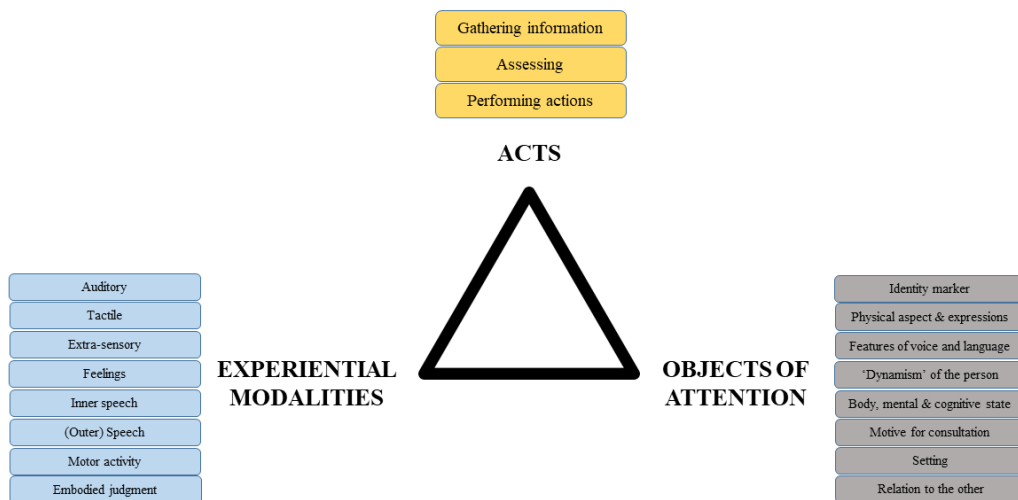 Gathering information
Assessing
Performing actions
ACTS
Auditory
Tactile
Extra-sensory
Feelings
Inner speech
(Outer) Speech
Motor activity
Embodied judgment
EXPERIENTIAL
MODALITIES
OBJECTS OF
ATTENTION
Identity marker
Physical aspect & expressions
Features of voice and language
‘Dynamism’ of the person
Body, mental & cognitive state
Motive for consultation
Setting
Relation to the other